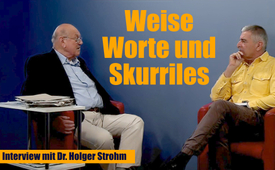 Weise
Worte und
Skurriles
Interview mit Dr. Holger Strohm